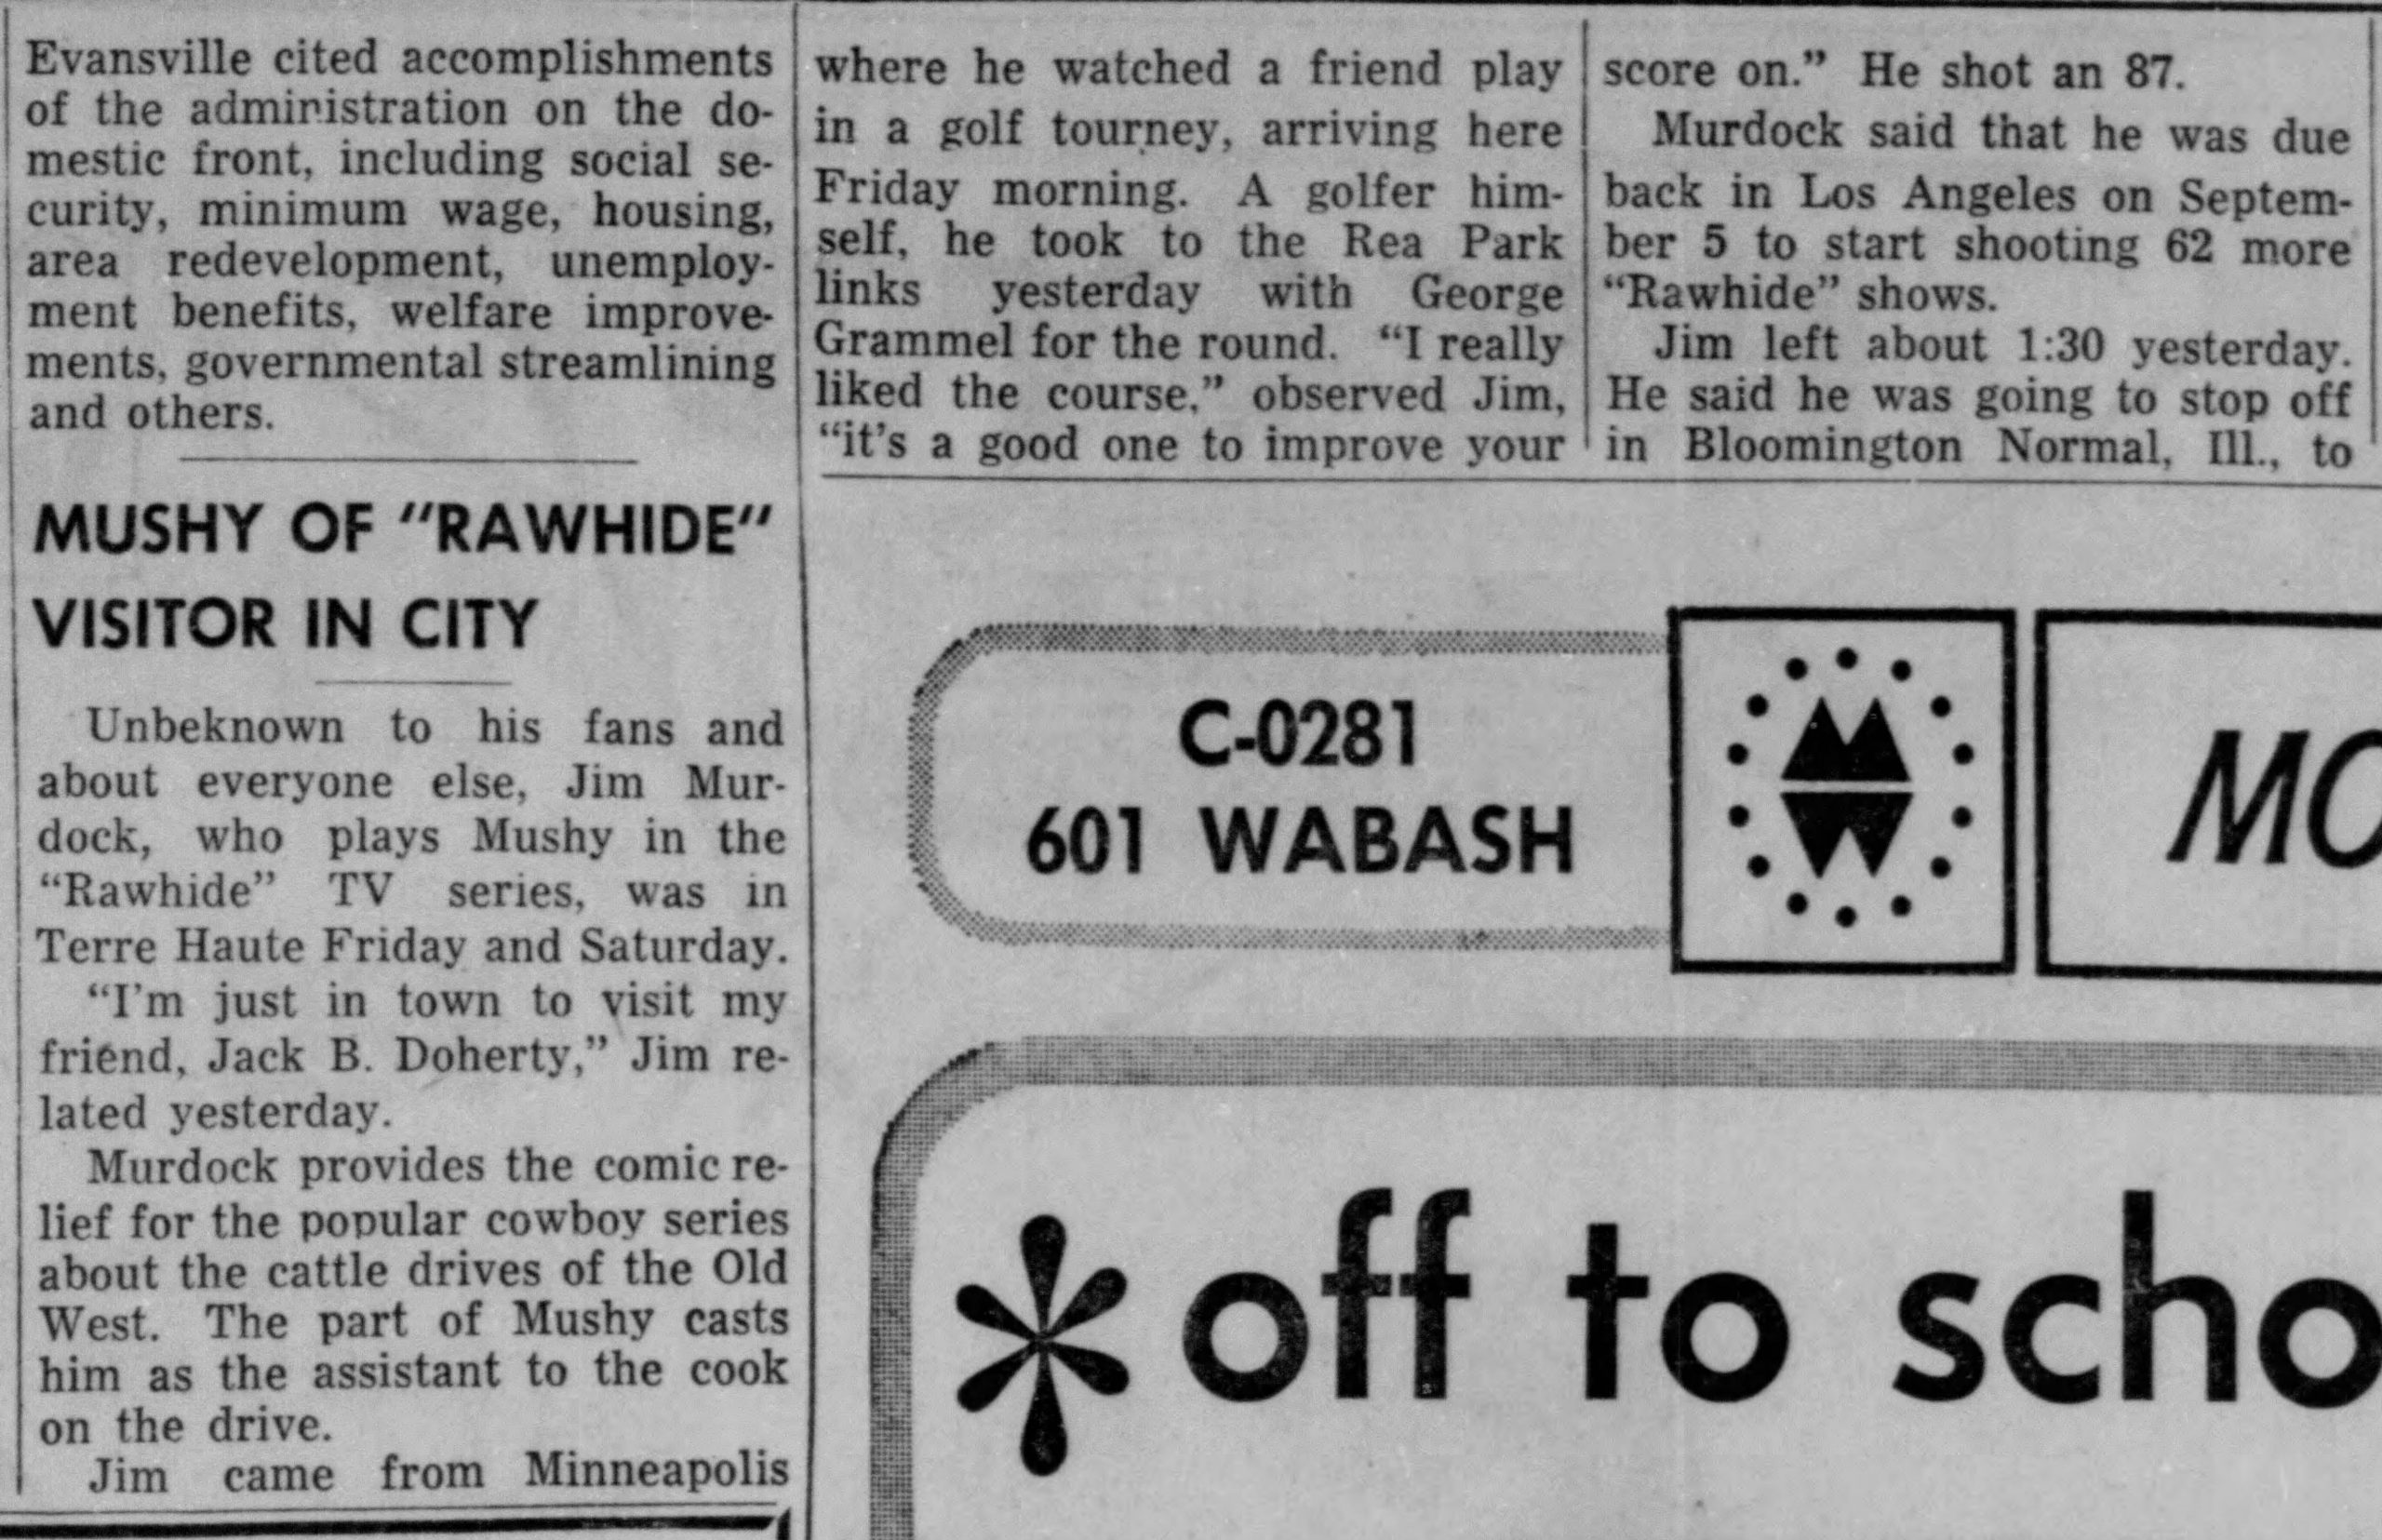 Evansville cited accomplishments
of the administration on the do-
mestic front, including social se-
curity, minimum wage, housing,
area redevelopment, unemploy-
ment benefits, welfare improve-
ments, governmental streamlining
and others.
MUSHY OF "RAWHIDE"
VISITOR IN CITY
Unbeknown to his fans and
about everyone else, Jim Mur-
dock, who plays Mushy in the
“Rawhide” TV series, was in
Terre Haute Friday and Saturday.
“I'm just in town to visit my
friend, Jack B. Doherty,” Jim re-
lated yesterday.
Murdock provides the comic re-
lief for the popular cowboy series
about the cattle drives of the Old
West. The part of Mushy casts
him as the assistant to the cook
on the drive.
Jim came from Minneapolis
where he watched a friend play
in a golf tourney, arriving here
Friday morning. A golfer him-
self, he took to the Rea Park
links yesterday with George
Grammel for the round. “I really
liked the course,” observed Jim,
“it's a good one to improve your
score on.” He shot an 87.
Murdock said that he was due
back in Los Angeles on Septem-
ber 5 to start shooting 62 more
“Rawhide” shows.
Jim left about 1:30 yesterday.
He said he was going to stop off
in Bloomington Normal, Ill., to
C-0281
601 WABASH
M
W
MO
*off to scho